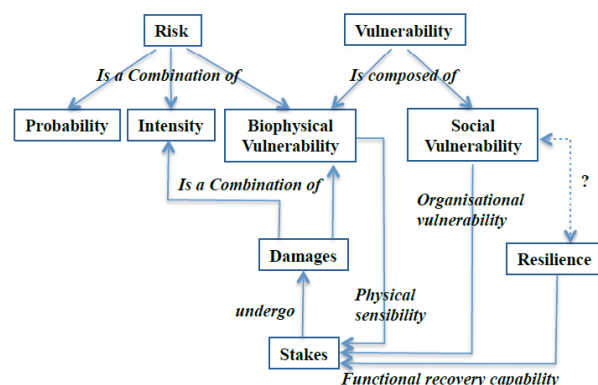 Risk
Vulnerability
Is a Combination of
Is composed of
Probability
Intensity
Biophysical
Vulnerability
Social
Vulnerability
Is a Combination of
Organisational
vulnerability
?
Damages
Resilience
undergo
Physical
sensibility
Stakes
Functional recovery capability